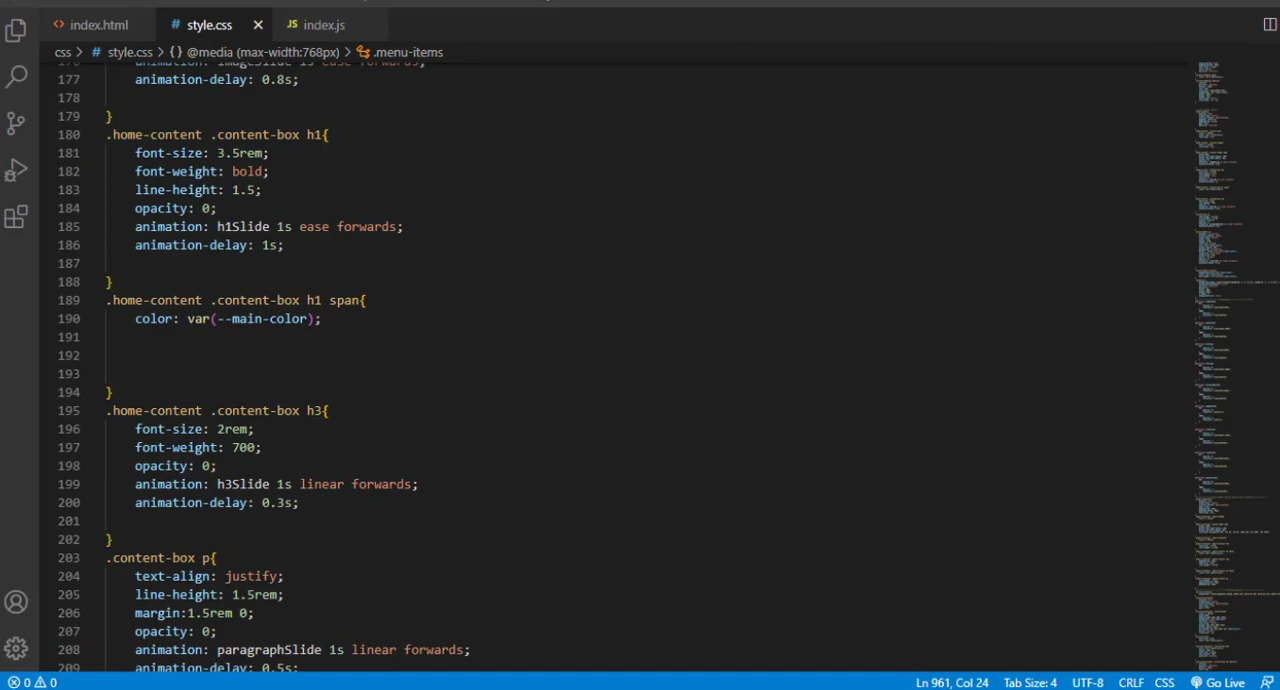 index.html
# style.css
JS index.js
css > # style.css > {} @media (max-width:768px) > .menu-items
176 animation: imageSlide 1s ease forwards;
177 animation-delay: 0.8s;
178
179 }
180 .home-content .content-box h1{
181 font-size: 3.5rem;
182 font-weight: bold;
183 line-height: 1.5;
184 opacity: 0;
185 animation: h1Slide 1s ease forwards;
186 animation-delay: 1s;
187
188 }
189 .home-content .content-box h1 span{
190 color: var(--main-color);
191
192
193
194 }
195 .home-content .content-box h3{
196 font-size: 2rem;
197 font-weight: 700;
198 opacity: 0;
199 animation: h3Slide 1s linear forwards;
200 animation-delay: 0.3s;
201
202 }
203 .content-box p{
204 text-align: justify;
205 line-height: 1.5rem;
206 margin:1.5rem 0;
207 opacity: 0;
208 animation: paragraphSlide 1s linear forwards;
209 animation-delay: 0.5s;
0 0 Ln 961, Col 24 Tab Size: 4 UTF-8 CRLF CSS Go Live